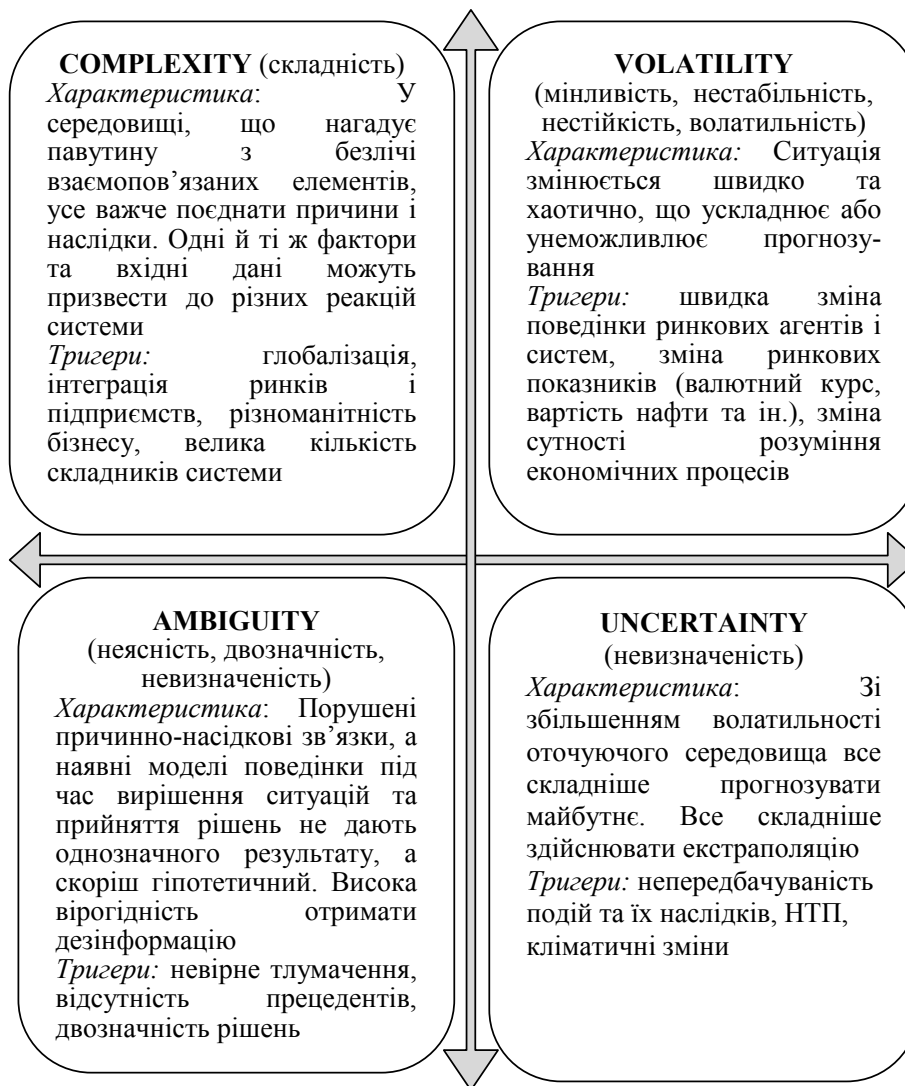 COMPLEXITY (складність)
Характеристика: У
середовищі, що нагадує
павутину з безлічі
взаємопов’язаних елементів,
усе важче поєднати причини і
наслідки. Одні й ті ж фактори
та вхідні дані можуть
призвести до різних реакцій
системи
Тригери: глобалізація,
інтеграція ринків і
підприємств, різноманітність
бізнесу, велика кількість
складників системи
VOLATILITY
(мінливість, нестабільність,
нестійкість, волатильність)
Характеристика: Ситуація
змінюється швидко та
хаотично, що ускладнює або
унеможливлює прогнозу-
вання
Тригери: швидка зміна
поведінки ринкових агентів і
систем, зміна ринкових
показників (валютний курс,
вартість нафти та ін.), зміна
сутності розуміння
економічних процесів
AMBIGUITY
(неясність, двозначність,
невизначеність)
Характеристика: Порушені
причинно-насідкові зв’язки, а
наявні моделі поведінки під
час вирішення ситуацій та
прийняття рішень не дають
однозначного результату, а
скоріш гіпотетичний. Висока
вірогідність отримати
дезінформацію
Тригери: невірне тлумачення,
відсутність прецедентів,
двозначність рішень
UNCERTAINTY
(невизначеність)
Характеристика: Зі
збільшенням волатильності
оточуючого середовища все
складніше прогнозувати
майбутнє. Все складніше
здійснювати екстраполяцію
Тригери: непередбачуваність
подій та їх наслідків, НТП,
кліматичні зміни